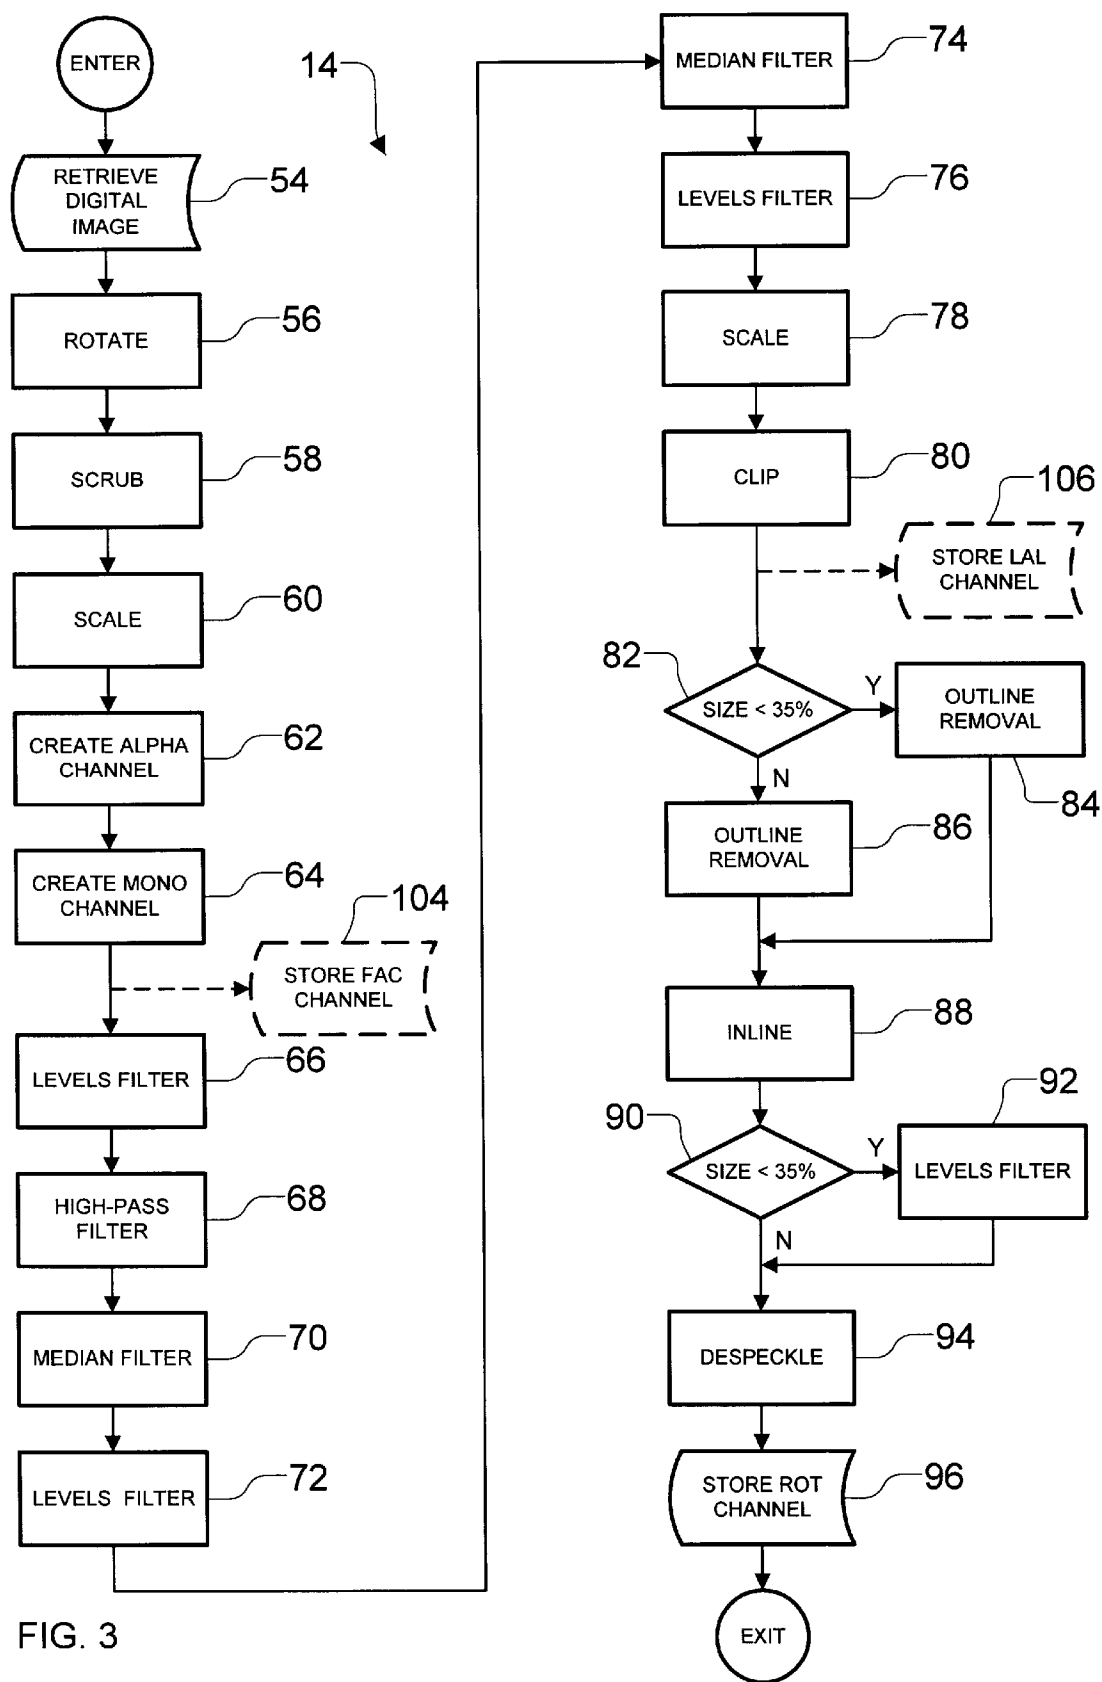 ENTER
14
RETRIEVE
DIGITAL
IMAGE
54
ROTATE
56
SCRUB
58
SCALE
60
CREATE ALPHA
CHANNEL
62
CREATE MONO
CHANNEL
64
104
STORE FAC
CHANNEL
LEVELS FILTER
66
HIGH-PASS
FILTER
68
MEDIAN FILTER
70
LEVELS FILTER
72
MEDIAN FILTER
74
LEVELS FILTER
76
SCALE
78
CLIP
80
106
STORE LAL
CHANNEL
82
SIZE < 35%
Y
OUTLINE
REMOVAL
84
N
OUTLINE
REMOVAL
86
INLINE
88
90
SIZE < 35%
Y
92
LEVELS FILTER
N
DESPECKLE
94
STORE ROT
CHANNEL
96
EXIT
FIG. 3